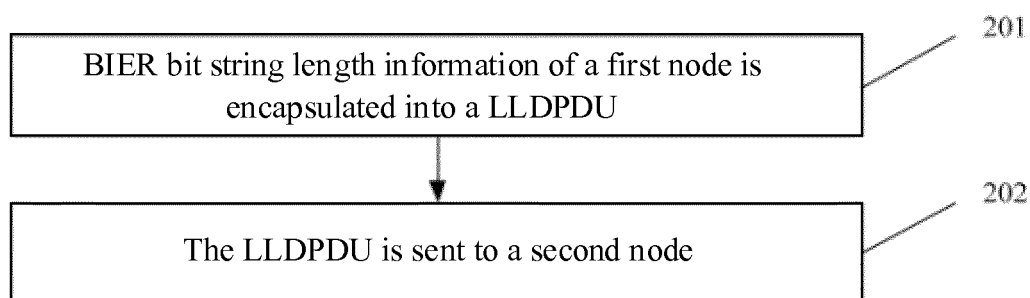 201
BIER bit string length information of a first node is
encapsulated into a LLDPDU
202
The LLDPDU is sent to a second node